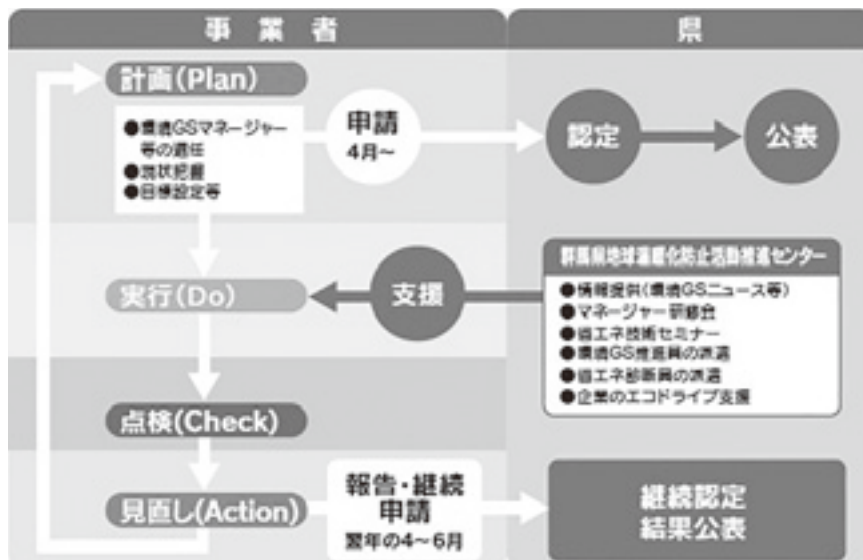 事業者
県
計画(Plan)
●環境GSマネージャー
等の選任
●現状把握
●目標設定等
申請
4月~
認定
公表
実行(Do)
支援
群馬県地球温暖化防止活動推進センター
●情報提供(環境GSニュース等)
●マネージャー研修会
●省エネ技術セミナー
●環境GS推進員の派遣
●省エネ診断員の派遣
●企業のエコドライブ支援
点検(Check)
見直し(Action)
報告・継続
申請
翌年の4~6月
継続認定
結果公表